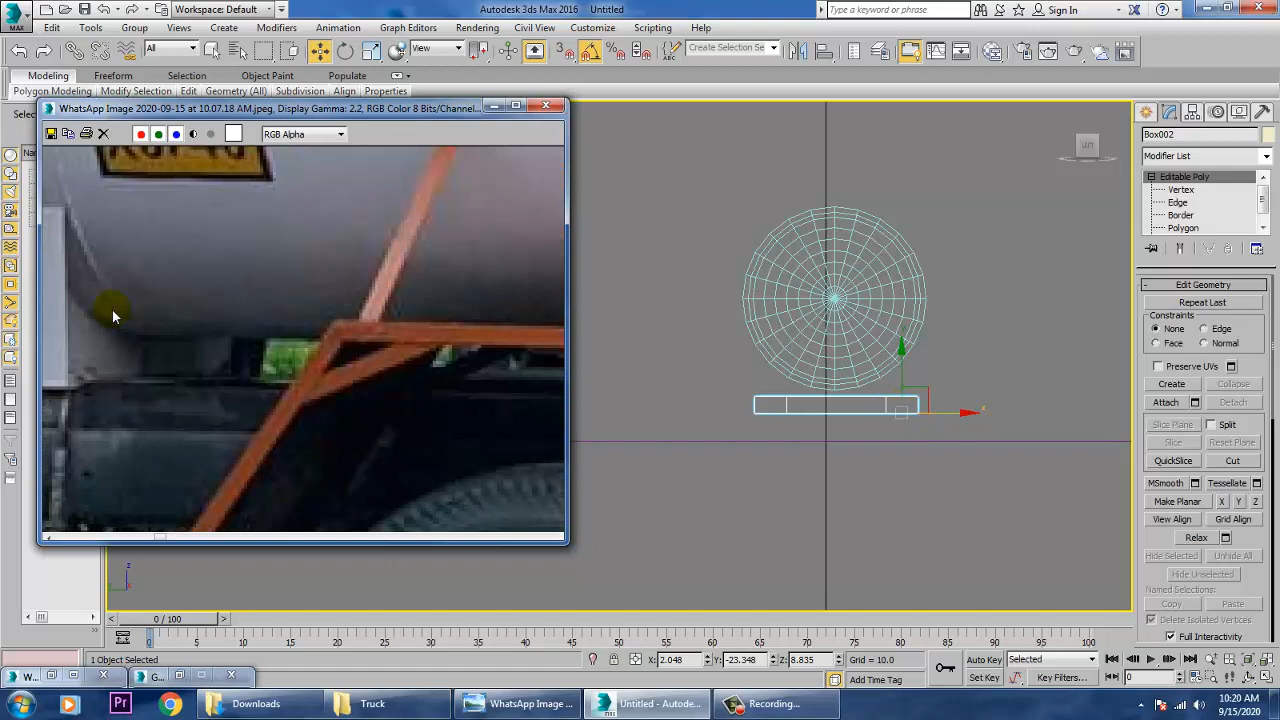 MAX
Workspace: Default
Autodesk 3ds Max 2016 Untitled
Type a keyword or phrase
Sign In
Edit Tools Group Views Create Modifiers Animation Graph Editors Rendering Civil View Customize Scripting Help
All
View
Create Selection Se
Modeling Freeform Selection Object Paint Populate
Polygon Modeling Modify Selection Edit Geometry (All) Subdivision Align Properties
WhatsApp Image 2020-09-15 at 10.07.18 AM.jpeg, Display Gamma: 2.2, RGB Color 8 Bits/Channel...
RGB Alpha
Selec
Na
x
z
Box002
Modifier List
Editable Poly
Vertex
Edge
Border
Polygon
Edit Geometry
Repeat Last
Constraints
None Edge
Face Normal
Preserve UVs
Create Collapse
Attach Detach
Slice Plane Split
Slice Reset Plane
QuickSlice Cut
MSmooth Tessellate
Make Planar X Y Z
View Align Grid Align
Relax
Hide Selected Unhide All
Hide Unselected
Named Selections:
Copy Paste
Delete Isolated Vertices
Full Interactivity
0 / 100
0 5 10 15 20 25 30 35 40 45 50 55 60 65 70 75 80 85 90 95 100
1 Object Selected
X: 2.048 Y: -23.348 Z: 8.835 Grid = 10.0
Add Time Tag
Auto Key Selected
Set Key Key Filters...
0
W... G...
Pr
Downloads
Truck
WhatsApp Image ...
Untitled - Autode...
Recording...
10:20 AM
9/15/2020